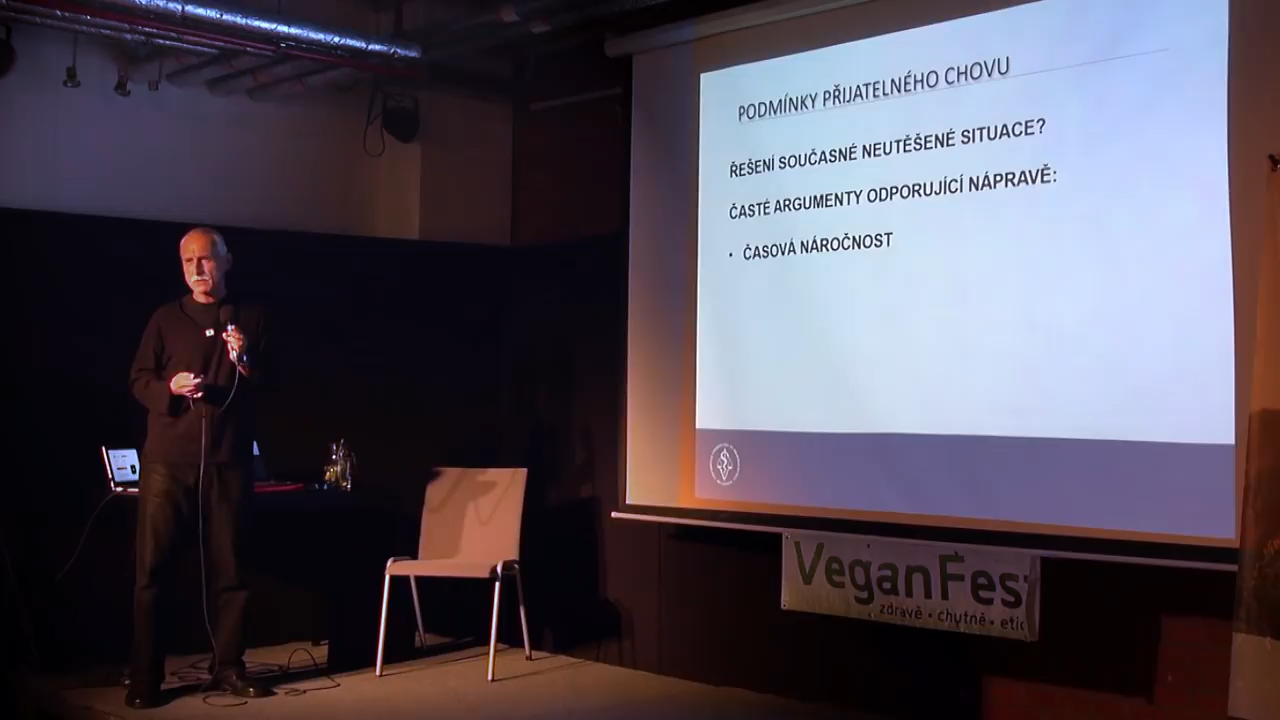 PODMÍNKY PŘIJATELNÉHO CHOVU
ŘEŠENÍ SOUČASNÉ NEUTĚŠENÉ SITUACE?
ČASTÉ ARGUMENTY ODPORUJÍCÍ NÁPRAVĚ:
• ČASOVÁ NÁROČNOST
VeganFest
zdravě • chutně • etic